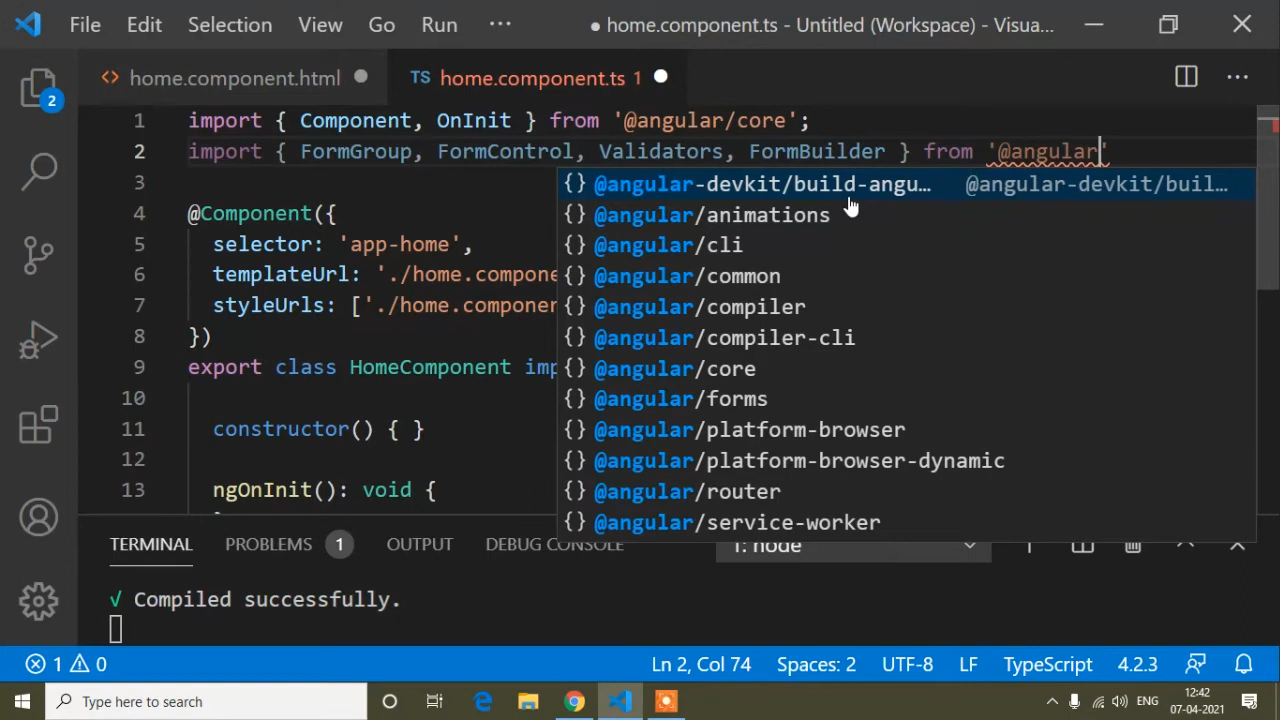 File Edit Selection View Go Run ··· ● home.component.ts - Untitled (Workspace) - Visua...
home.component.html TS home.component.ts 1
1 import { Component, OnInit } from '@angular/core';
2 import { FormGroup, FormControl, Validators, FormBuilder } from '@angular'
3 {} @angular-devkit/build-angu... @angular-devkit/buil...
4 @Component({ {} @angular/animations
5 selector: 'app-home', {} @angular/cli
6 templateUrl: './home.compone {} @angular/common
7 styleUrls: ['./home.componen {} @angular/compiler
8 }) {} @angular/compiler-cli
9 export class HomeComponent imp {} @angular/core
10 {} @angular/forms
11 constructor() { } {} @angular/platform-browser
12 {} @angular/platform-browser-dynamic
13 ngOnInit(): void { {} @angular/router
{} @angular/service-worker
2
TERMINAL PROBLEMS 1 OUTPUT DEBUG CONSOLE 1: node
√ Compiled successfully.
1 0 Ln 2, Col 74 Spaces: 2 UTF-8 LF TypeScript 4.2.3
Type here to search ENG 12:42
07-04-2021